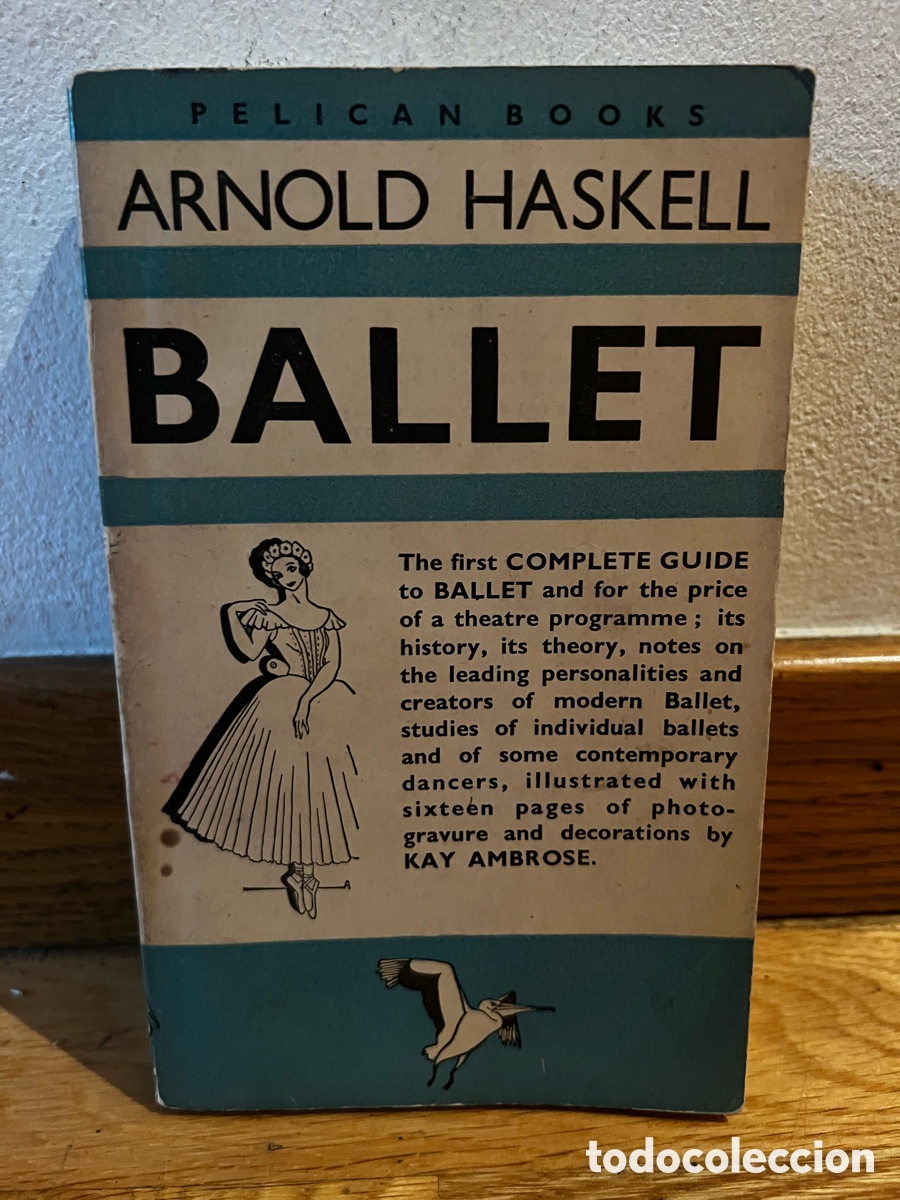 PELICAN BOOKS
ARNOLD HASKELL
BALLET
The first COMPLETE GUIDE
to BALLET and for the price
of a theatre programme ; its
history, its theory, notes on
the leading personalities and
creators of modern Ballet,
studies of individual ballets
and of some contemporary
dancers, illustrated with
sixteen pages of photo-
gravure and decorations by
KAY AMBROSE.
todocoleccion